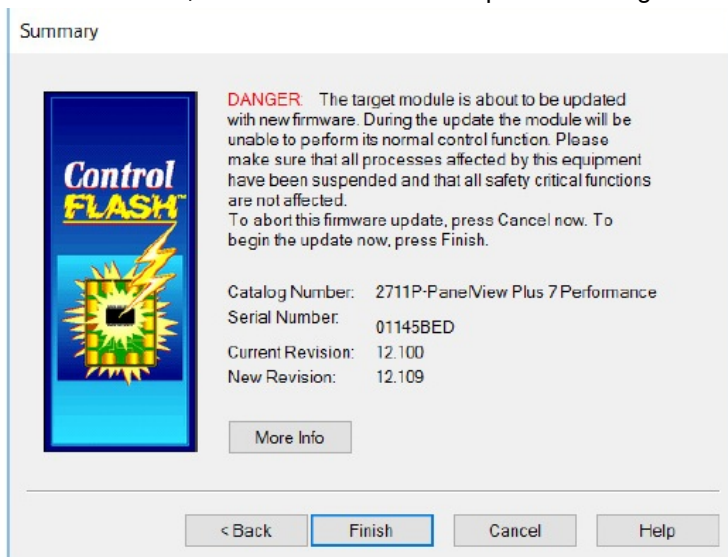 Summary
DANGER: The target module is about to be updated
with new firmware. During the update the module will be
unable to perform its normal control function. Please
make sure that all processes affected by this equipment
have been suspended and that all safety critical functions
are not affected.
To abort this firmware update, press Cancel now. To
begin the update now, press Finish.
Control
FLASH™
Catalog Number: 2711P-PanelView Plus 7 Performance
Serial Number: 01145BED
Current Revision: 12.100
New Revision: 12.109
More Info
< Back Finish Cancel Help